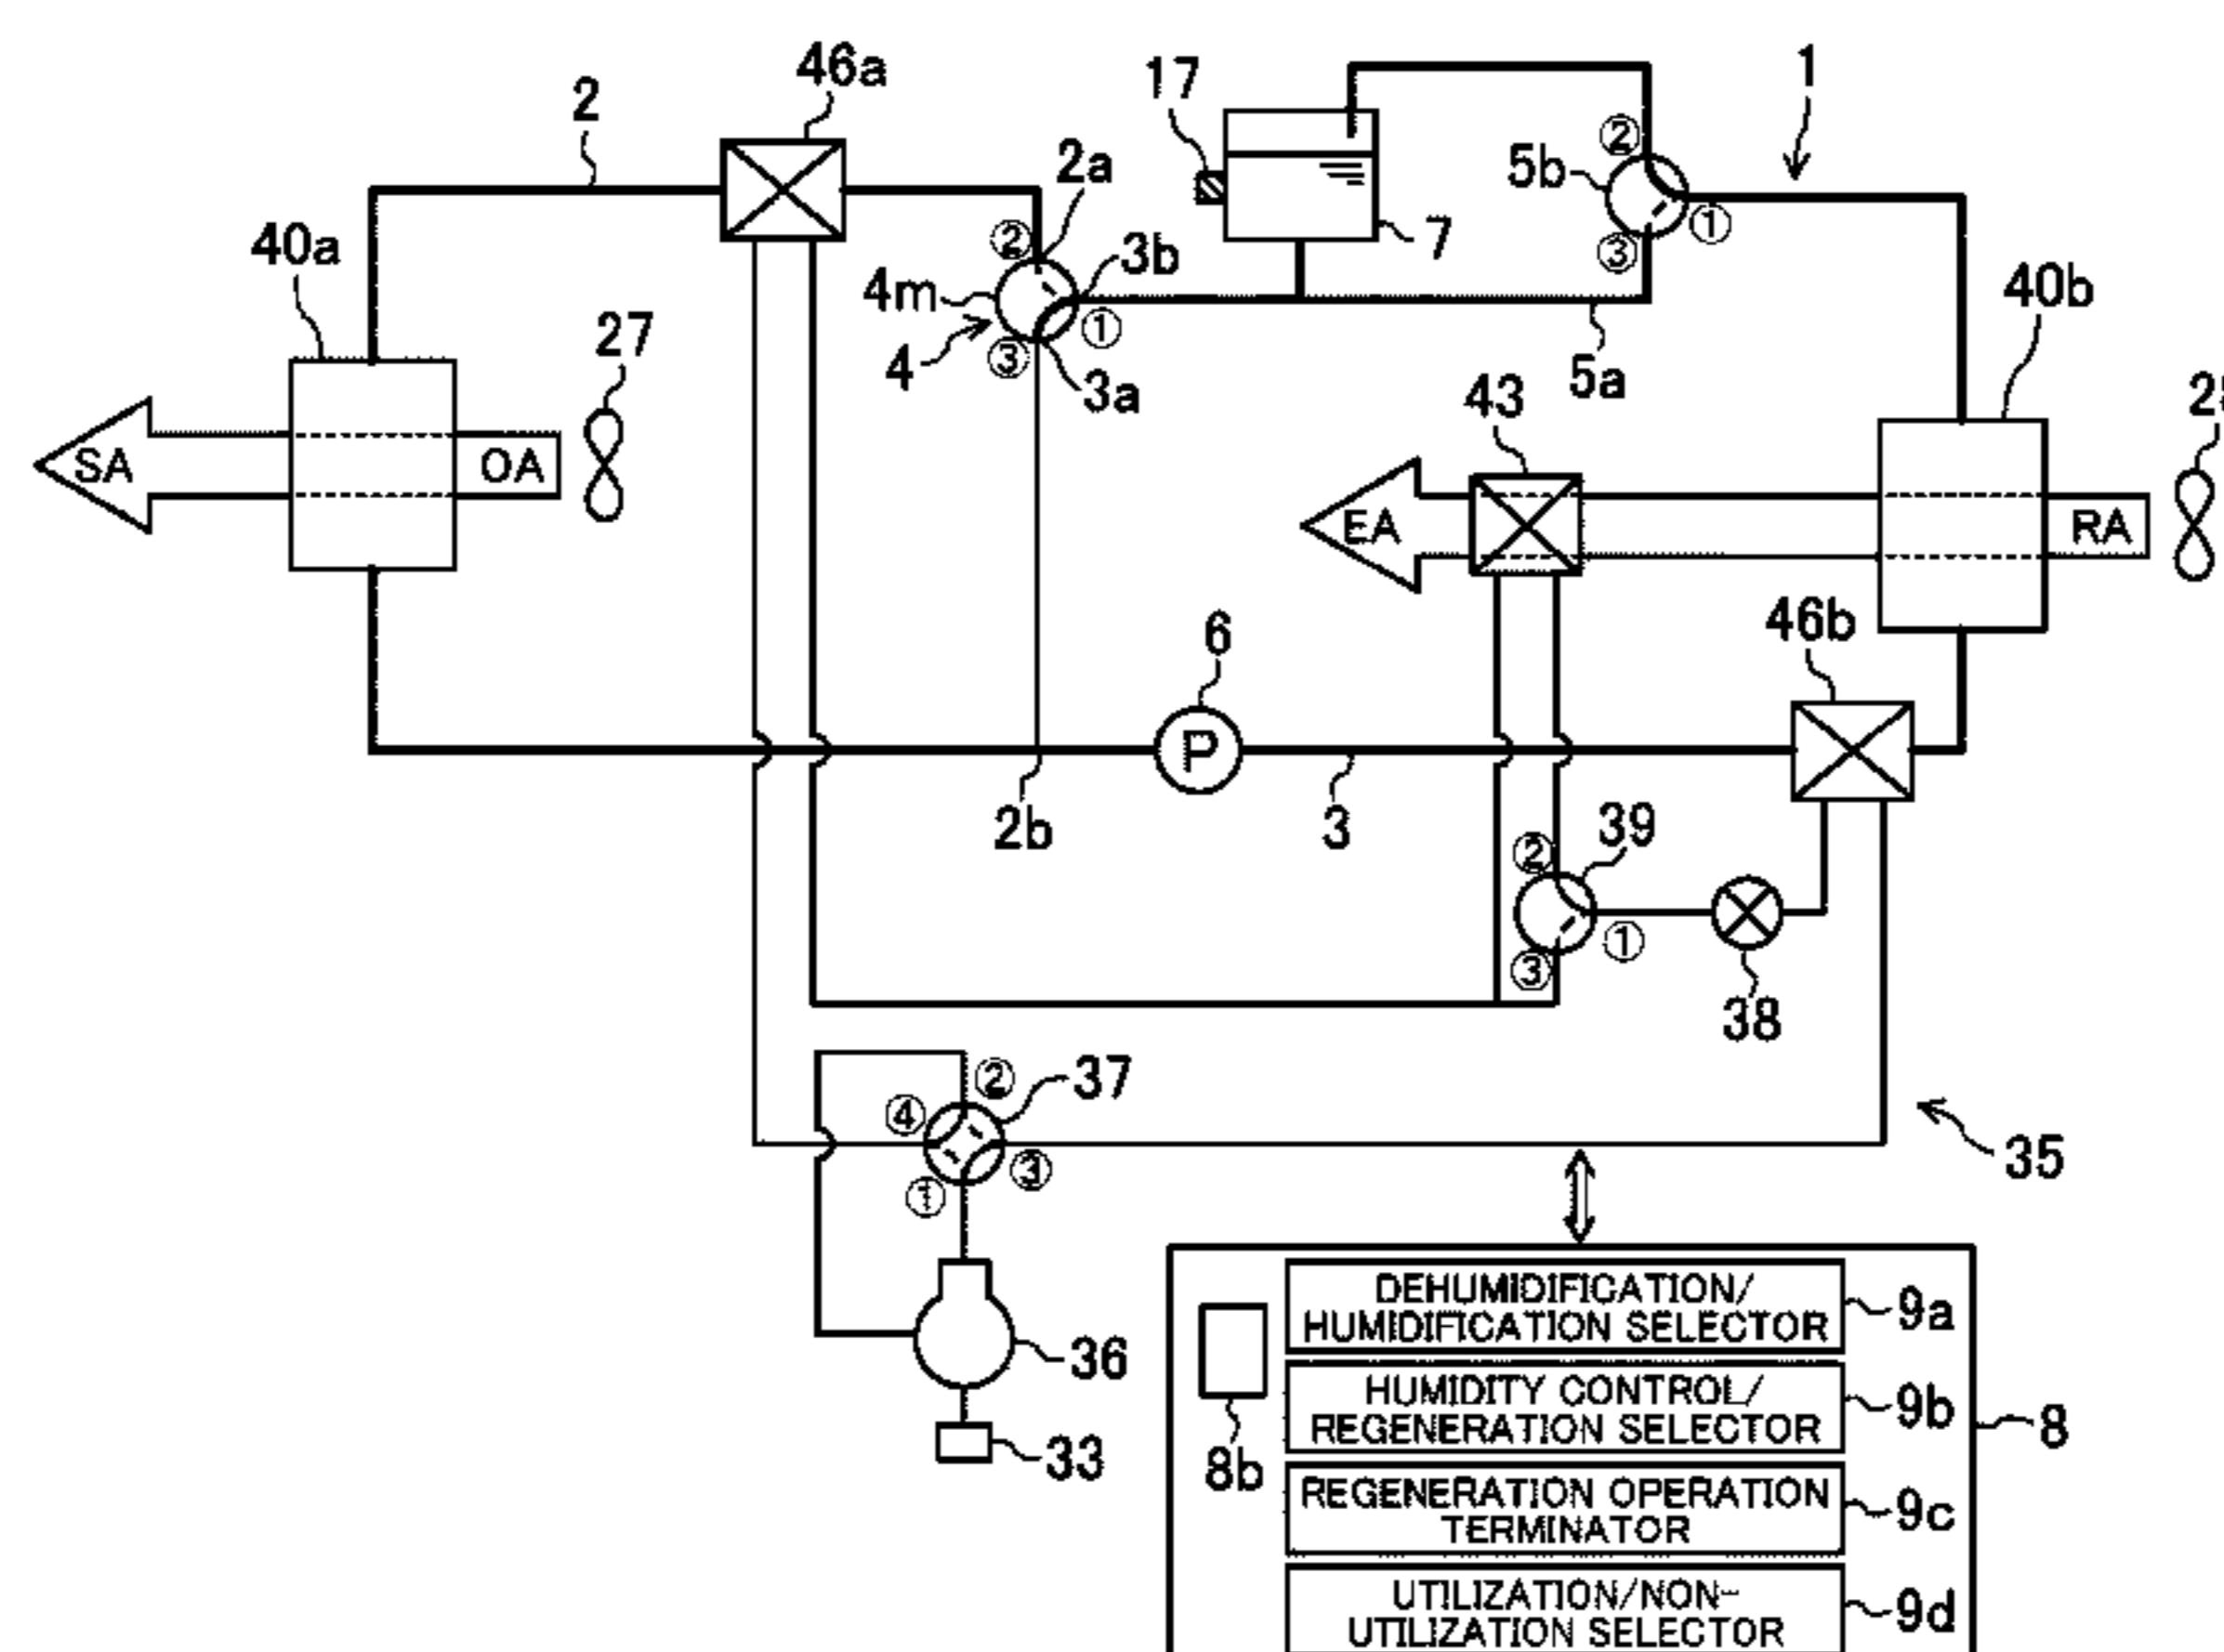 46a
17
1
2
2a
②
5b
40a
②
3b
①
7
③
40b
4m
27
①
4
③
5a
3a
43
SA
OA
EA
RA
46b
6
P
2b
3
39
②
①
③
38
②
37
④
35
③
①
DEHUMIDIFICATION/
HUMIDIFICATION SELECTOR
9a
36
HUMIDITY CONTROL/
REGENERATION SELECTOR
9b
8
33
8b
REGENERATION OPERATION
TERMINATOR
9c
UTILIZATION/NON-
UTILIZATION SELECTOR
9d